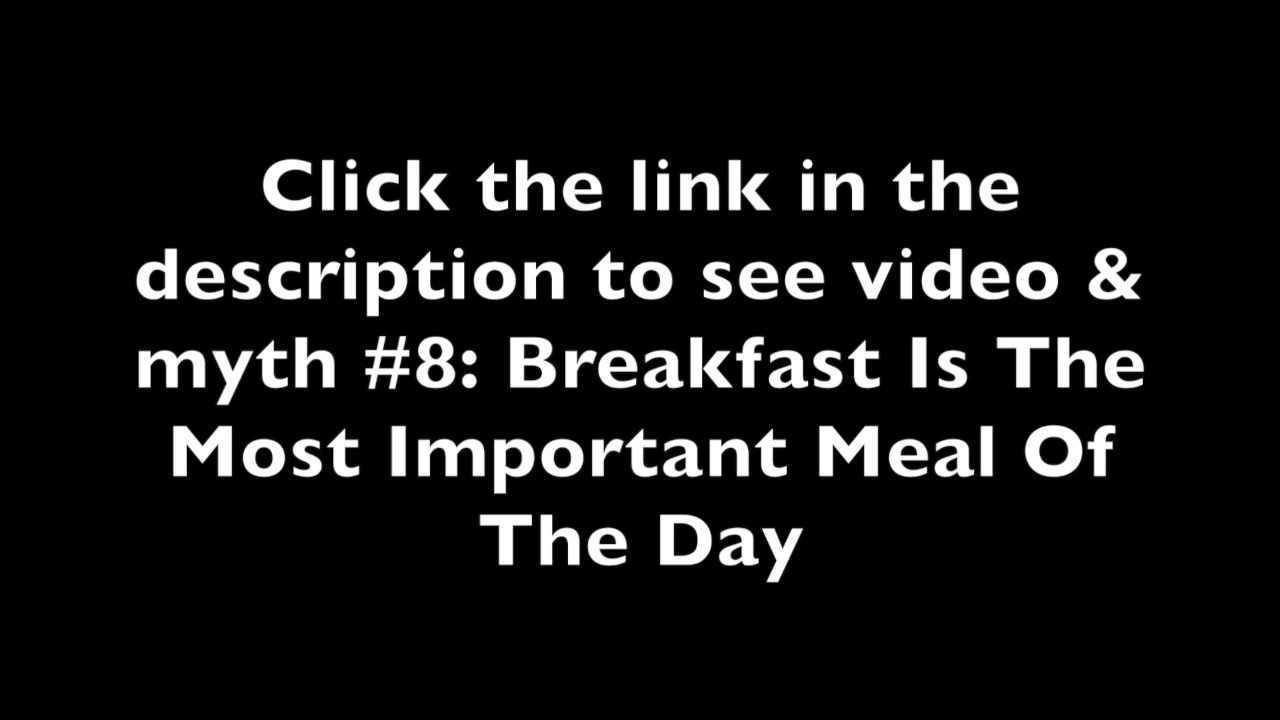 Click the link in the
description to see video &
myth #8: Breakfast Is The
Most Important Meal Of
The Day